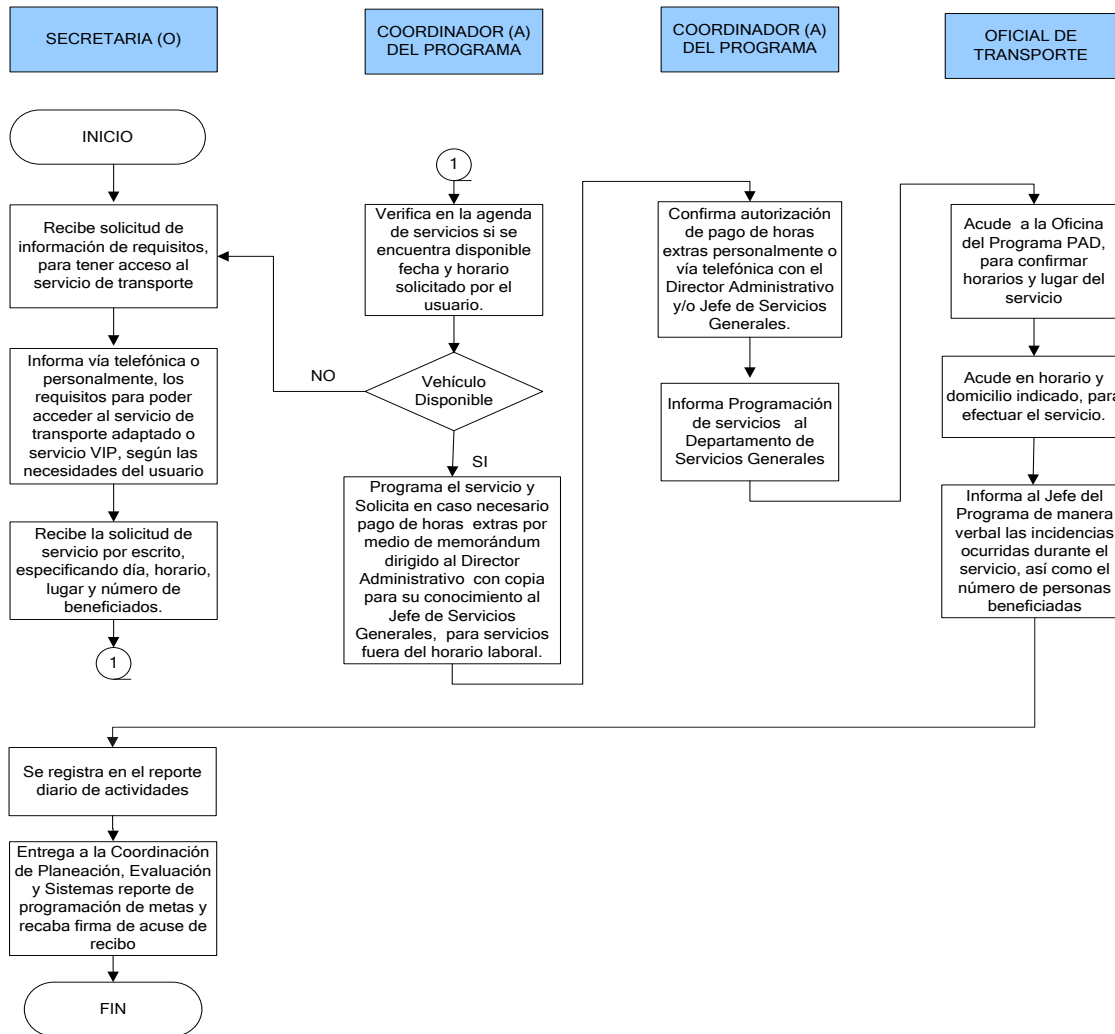 SECRETARIA (O)
COORDINADOR (A)
DEL PROGRAMA
COORDINADOR (A)
DEL PROGRAMA
OFICIAL DE
TRANSPORTE
INICIO
Recibe solicitud de
información de requisitos,
para tener acceso al
servicio de transporte
Informa vía telefónica o
personalmente, los
requisitos para poder
acceder al servicio de
transporte adaptado o
servicio VIP, según las
necesidades del usuario
Recibe la solicitud de
servicio por escrito,
especificando día, horario,
lugar y número de
beneficiados.
1
1
Verifica en la agenda
de servicios si se
encuentra disponible
fecha y horario
solicitado por el
usuario.
NO
Vehículo
Disponible
SI
Programa el servicio y
Solicita en caso necesario
pago de horas extras por
medio de memorándum
dirigido al Director
Administrativo con copia
para su conocimiento al
Jefe de Servicios
Generales, para servicios
fuera del horario laboral.
Confirma autorización
de pago de horas
extras personalmente o
vía telefónica con el
Director Administrativo
y/o Jefe de Servicios
Generales.
Informa Programación
de servicios al
Departamento de
Servicios Generales
Acude a la Oficina
del Programa PAD,
para confirmar
horarios y lugar del
servicio
Acude en horario y
domicilio indicado, para
efectuar el servicio.
Informa al Jefe del
Programa de manera
verbal las incidencias
ocurridas durante el
servicio, así como el
número de personas
beneficiadas
Se registra en el reporte
diario de actividades
Entrega a la Coordinación
de Planeación, Evaluación
y Sistemas reporte de
programación de metas y
recaba firma de acuse de
recibo
FIN